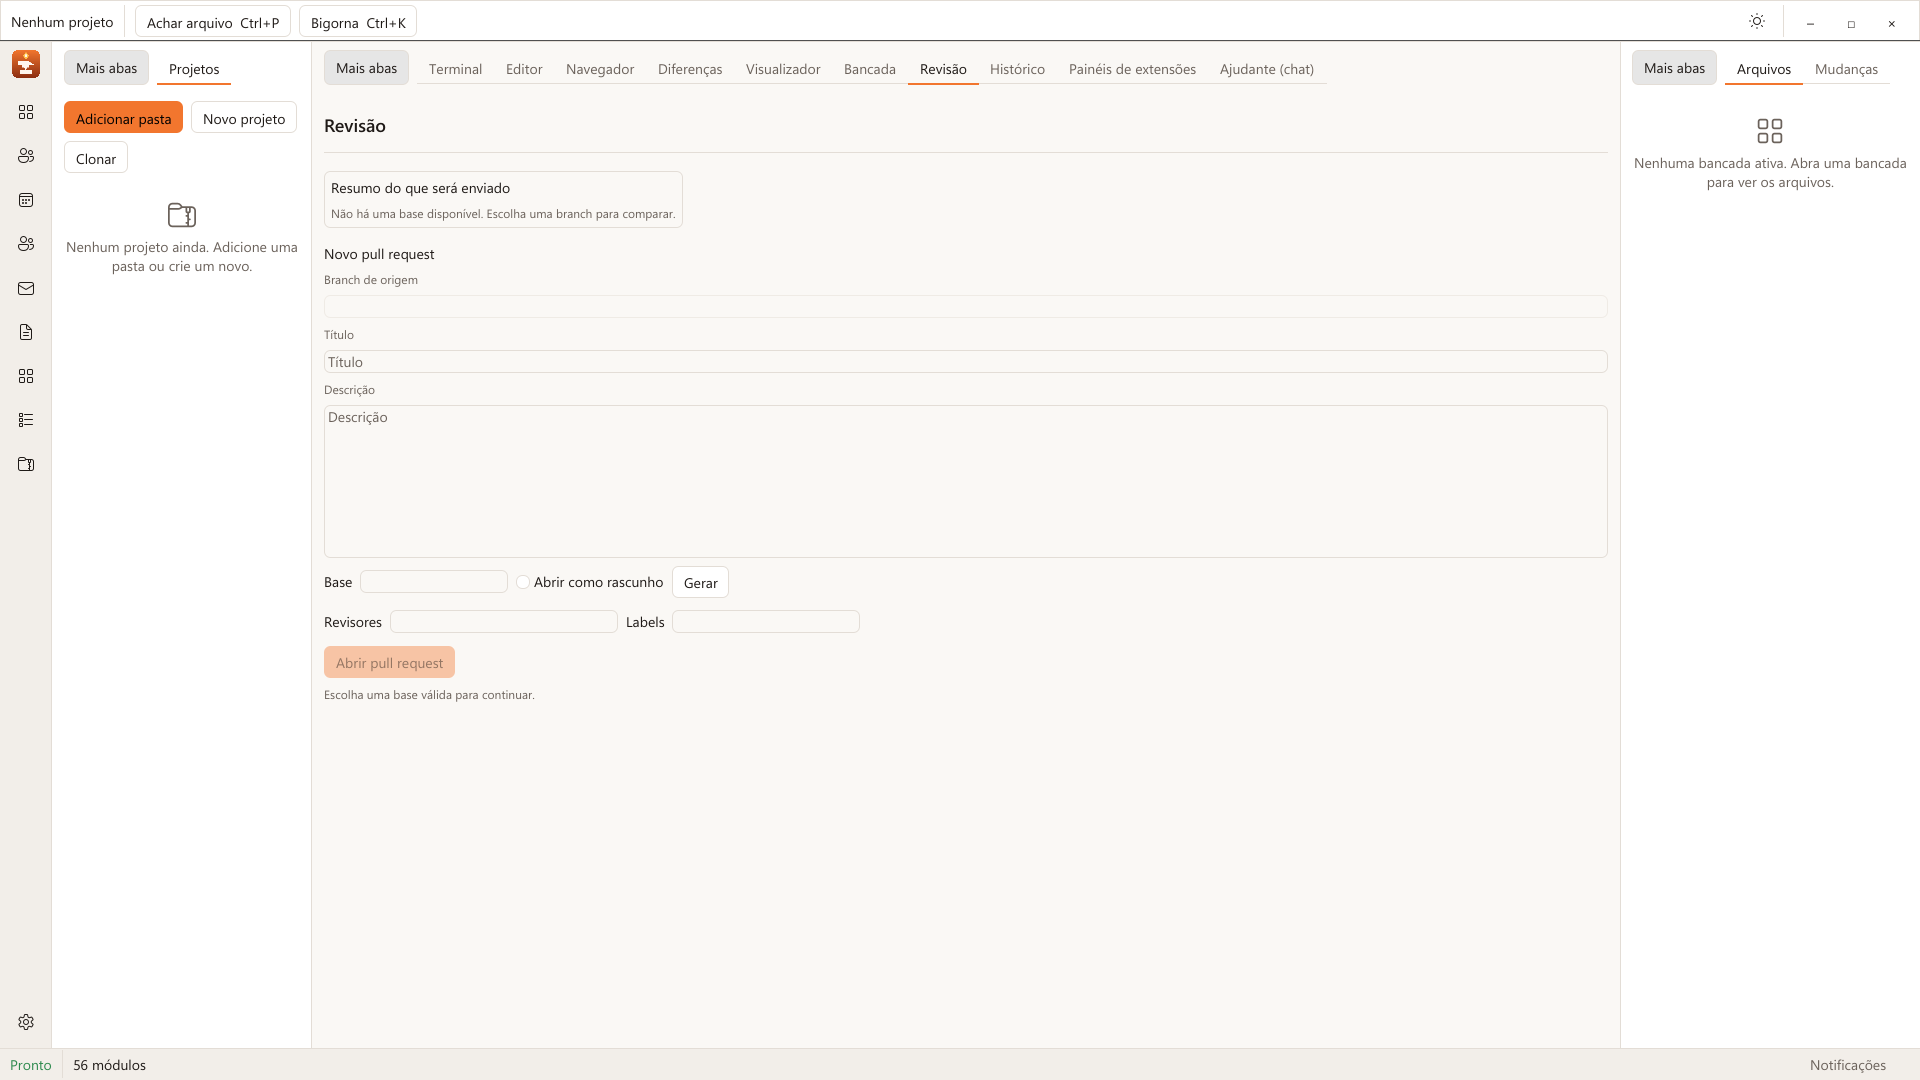 Nenhum projeto
Achar arquivo Ctrl+P
Bigorna Ctrl+K
Mais abas
Projetos
Adicionar pasta
Novo projeto
Clonar
Nenhum projeto ainda. Adicione uma
pasta ou crie um novo.
Mais abas
Terminal
Editor
Navegador
Diferenças
Visualizador
Bancada
Revisão
Histórico
Painéis de extensões
Ajudante (chat)
Revisão
Resumo do que será enviado
Não há uma base disponível. Escolha uma branch para comparar.
Novo pull request
Branch de origem
Título
Título
Descrição
Descrição
Base
Abrir como rascunho
Gerar
Revisores
Labels
Abrir pull request
Escolha uma base válida para continuar.
Mais abas
Arquivos
Mudanças
Nenhuma bancada ativa. Abra uma bancada
para ver os arquivos.
Pronto
56 módulos
Notificações